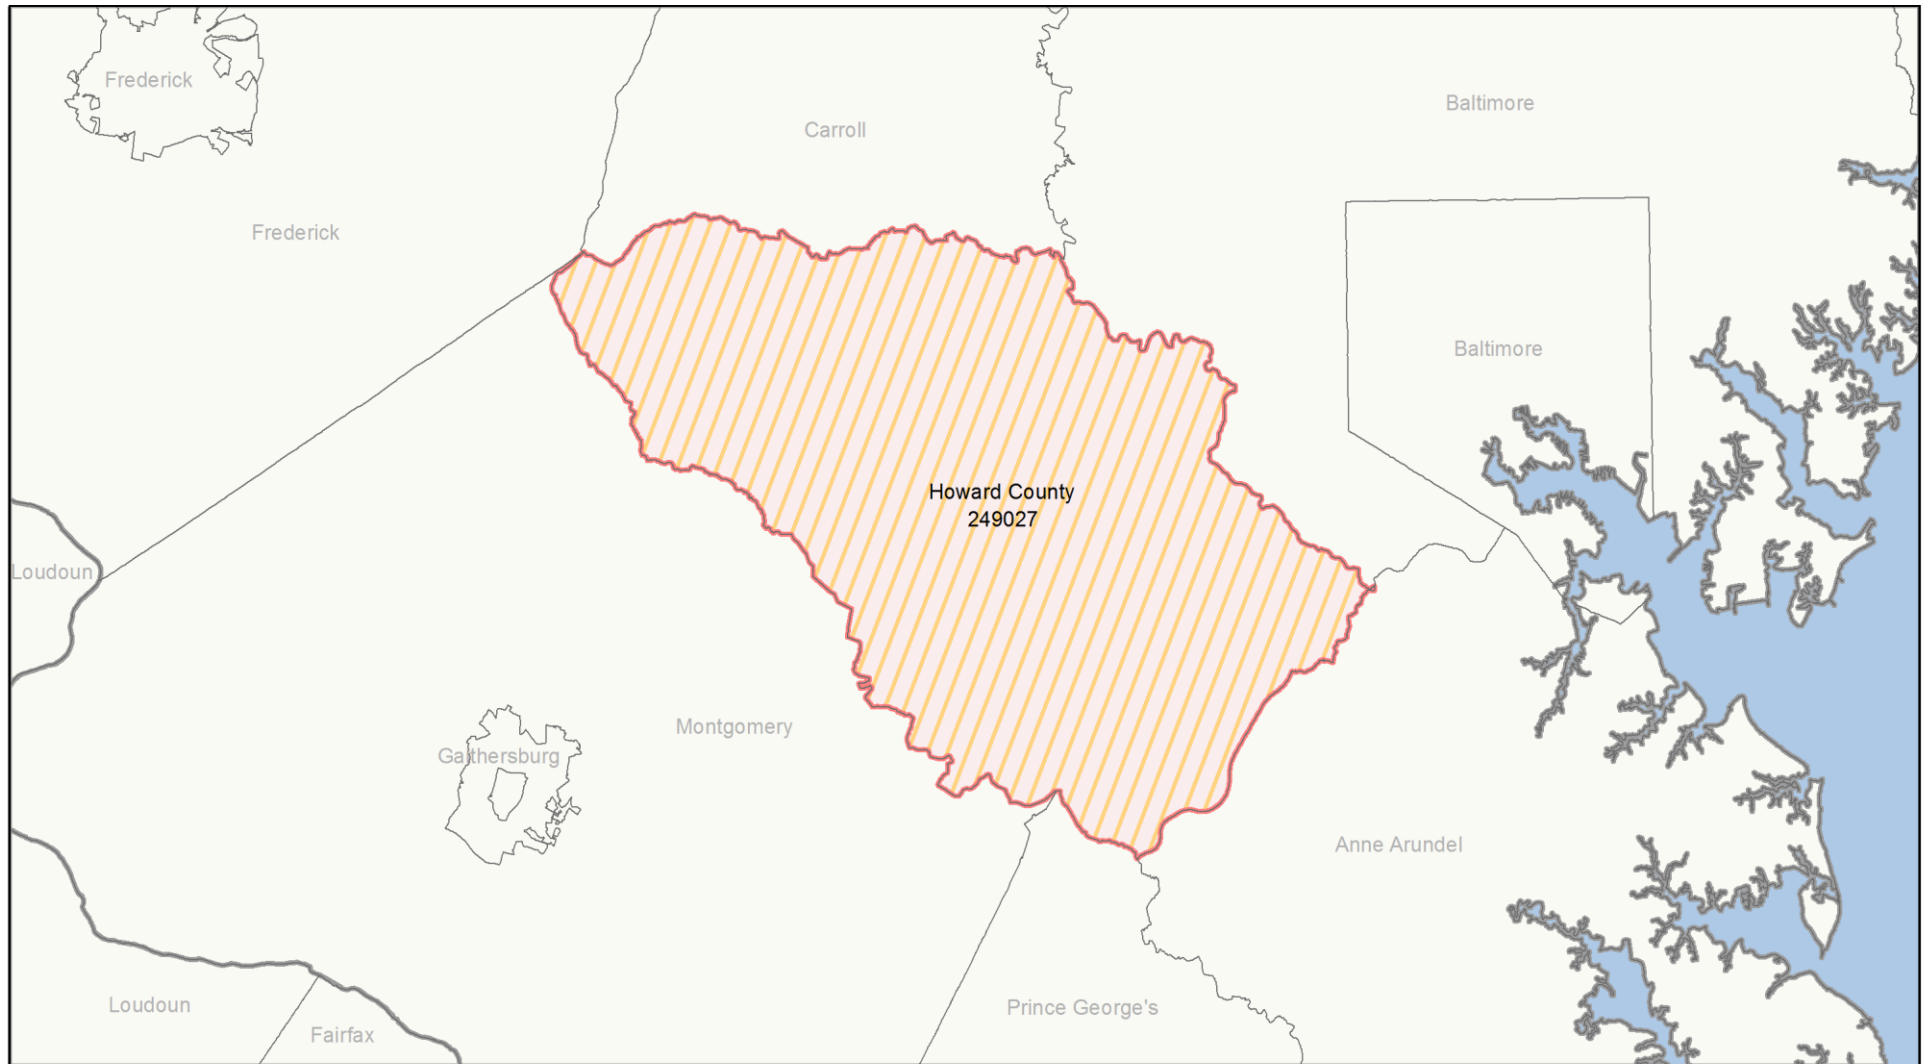 Frederick
Baltimore
Carroll
Frederick
Baltimore
Howard County
249027
Loudoun
Montgomery
Gaithersburg
Anne Arundel
Loudoun
Prince George's
Fairfax